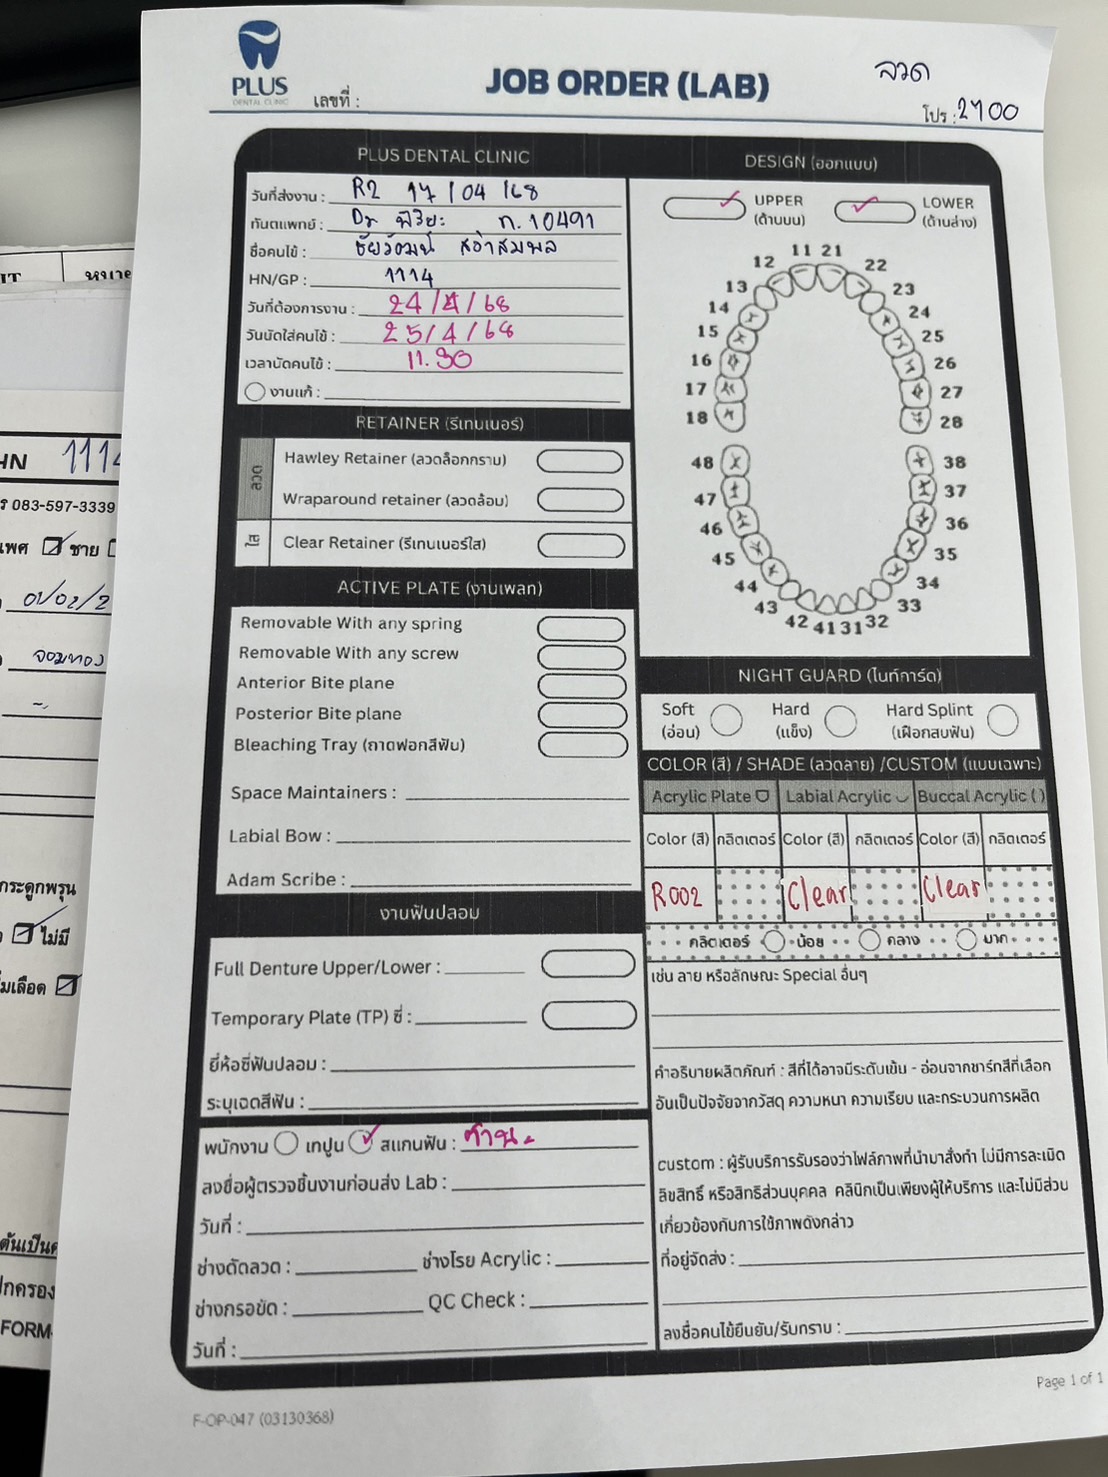 PLUS
DENTAL CLINIC
เลขที่ :
JOB ORDER (LAB)
ลวด
โปร : 2700
PLUS DENTAL CLINIC
วันที่ส่งงาน : R2 17/04/68
ทันตแพทย์ : Dr พิริยะ ท.10491
ชื่อคนไข้ : ชัยวัฒน์
HN/GP : 1114
วันที่ต้องการงาน : 24/4/68
วันนัดใส่คนไข้ : 25/4/68
เวลานัดคนไข้ : 11.30
งานแก้ :
DESIGN (ออกแบบ)
UPPER
(ด้านบน)
LOWER
(ด้านล่าง)
11 21
12 22
13 23
14 24
15 25
16 26
17 27
18 28
48 38
47 37
46 36
45 35
44 34
43 33
42 41 31 32
RETAINER (รีเทนเนอร์)
ลวด
Hawley Retainer (ลวดล็อกกราม)
Wraparound retainer (ลวดล้อม)
ใส
Clear Retainer (รีเทนเนอร์ใส)
ACTIVE PLATE (งานเพลท)
Removable With any spring
Removable With any screw
Anterior Bite plane
Posterior Bite plane
Bleaching Tray (ถาดฟอกสีฟัน)
Space Maintainers :
Labial Bow :
Adam Scribe :
NIGHT GUARD (ไนท์การ์ด)
Soft
(อ่อน)
Hard
(แข็ง)
Hard Splint
(เฝือกสบฟัน)
COLOR (สี) / SHADE (ลวดลาย) /CUSTOM (แบบเฉพาะ)
Acrylic Plate Labial Acrylic Buccal Acrylic ( )
Color (สี) กลิตเตอร์ Color (สี) กลิตเตอร์ Color (สี) กลิตเตอร์
R002 Clear Clear
กลิตเตอร์ น้อย กลาง มาก
เช่น ลาย หรือลักษณะ Special อื่นๆ
งานฟันปลอม
Full Denture Upper/Lower :
Temporary Plate (TP) ซี่ :
ยี่ห้อซี่ฟันปลอม :
ระบุเฉดสีฟัน :
คำอธิบายผลิตภัณฑ์ : สีที่ได้อาจมีระดับเข้ม - อ่อนจากชาร์ทสีที่เลือก
อันเป็นปัจจัยจากวัสดุ ความหนา ความเรียบ และกระบวนการผลิต
custom : ผู้รับบริการรับรองว่าไฟล์ภาพที่นำมาสั่งทำ ไม่มีการละเมิด
ลิขสิทธิ์ หรือสิทธิส่วนบุคคล คลินิกเป็นเพียงผู้ให้บริการ และไม่มีส่วน
เกี่ยวข้องกับการใช้ภาพดังกล่าว
ที่อยู่จัดส่ง :
ลงชื่อคนไข้ยืนยัน/รับทราบ :
พนักงาน เทปูน สแกนฟัน :
ลงชื่อผู้ตรวจชิ้นงานก่อนส่ง Lab :
วันที่ :
ช่างดัดลวด : ช่างโรย Acrylic :
ช่างกรอขัด : QC Check :
วันที่ :
F-OP-047 (03130368)
Page 1 of 1
HN 1114
083-597-3339
เพศ ชาย
01/02/2
จอมทอง
กระดูกพรุน
ไม่มี
FORM